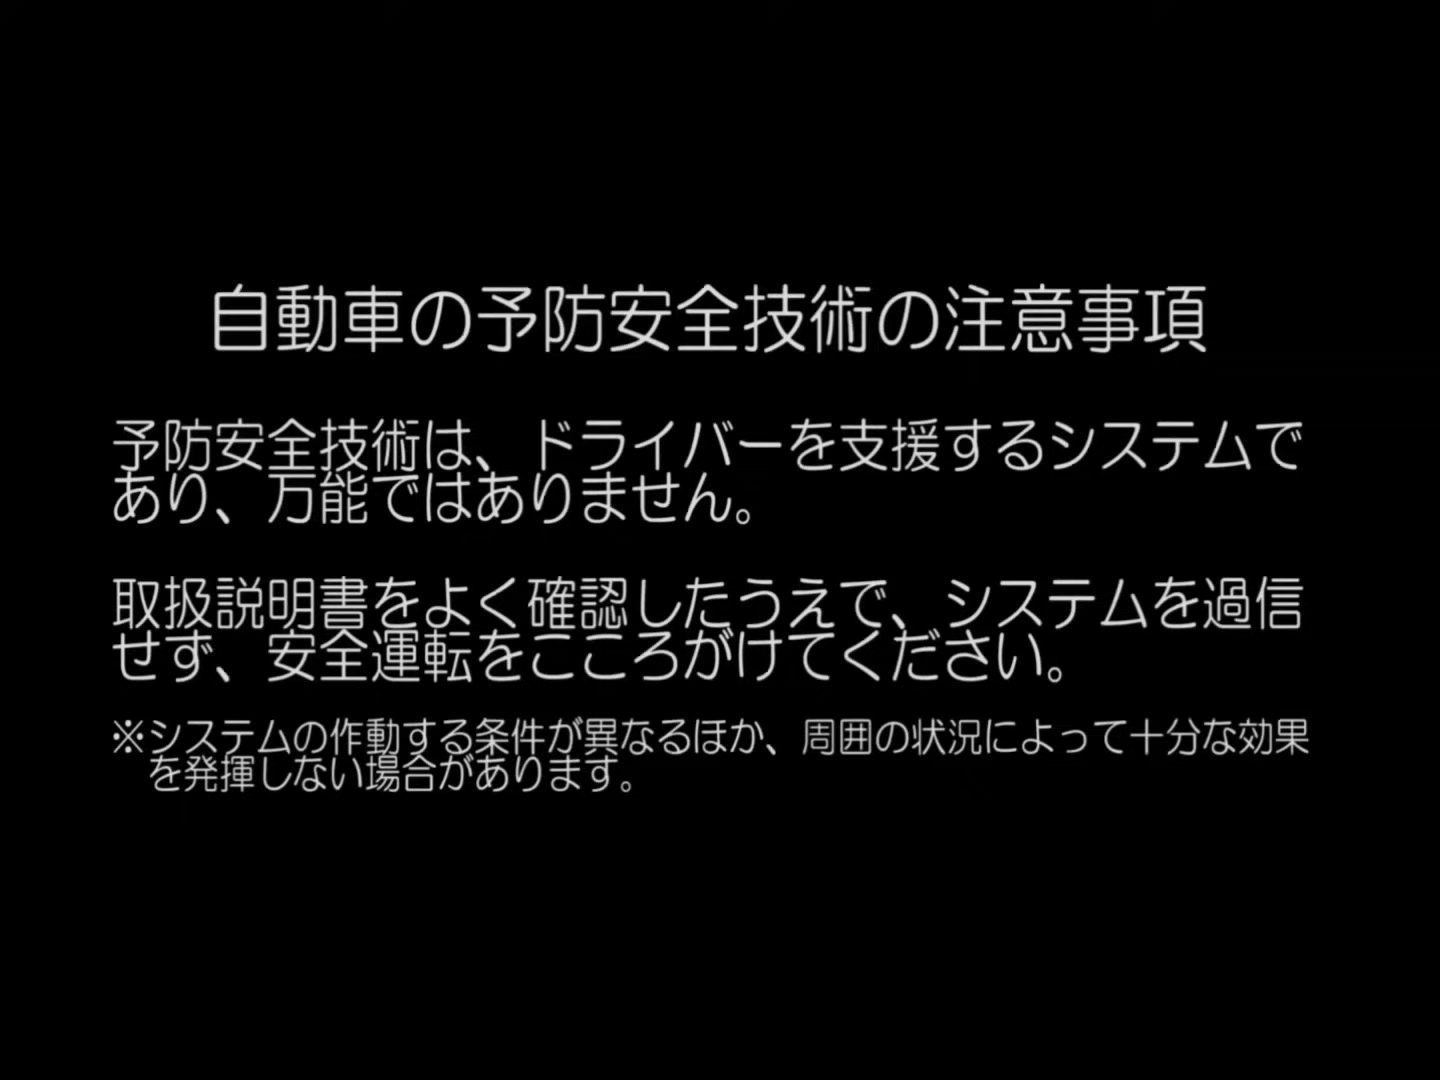 自動車の予防安全技術の注意事項
予防安全技術は、ドライバーを支援するシステムで
あり、万能ではありません。
取扱説明書をよく確認したうえで、システムを過信
せず、安全運転をこころがけてください。
※システムの作動する条件が異なるほか、周囲の状況によって十分な効果
を発揮しない場合があります。